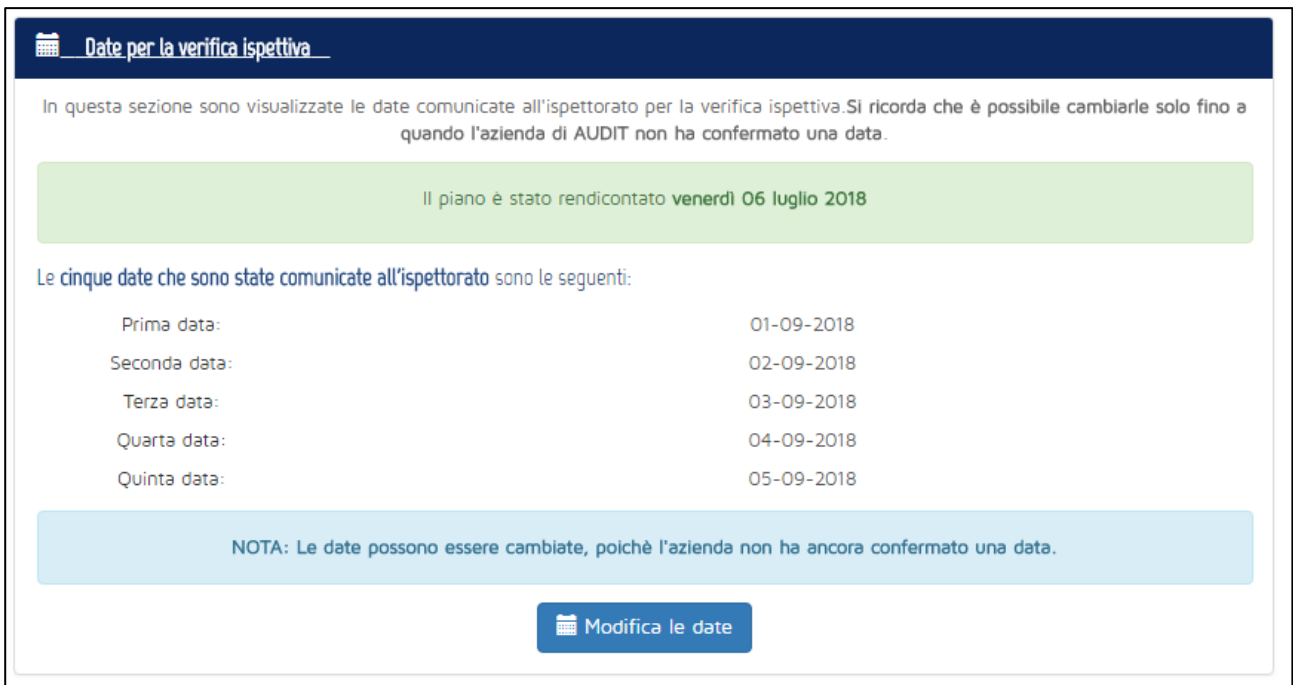 Date per la verifica ispettiva
In questa sezione sono visualizzate le date comunicate all'ispettorato per la verifica ispettiva.Si ricorda che è possibile cambiarle solo fino a
quando l'azienda di AUDIT non ha confermato una data.
Il piano è stato rendicontato venerdì 06 luglio 2018
Le cinque date che sono state comunicate all'ispettorato sono le seguenti:
Prima data: 01-09-2018
Seconda data: 02-09-2018
Terza data: 03-09-2018
Quarta data: 04-09-2018
Quinta data: 05-09-2018
NOTA: Le date possono essere cambiate, poichè l'azienda non ha ancora confermato una data.
Modifica le date